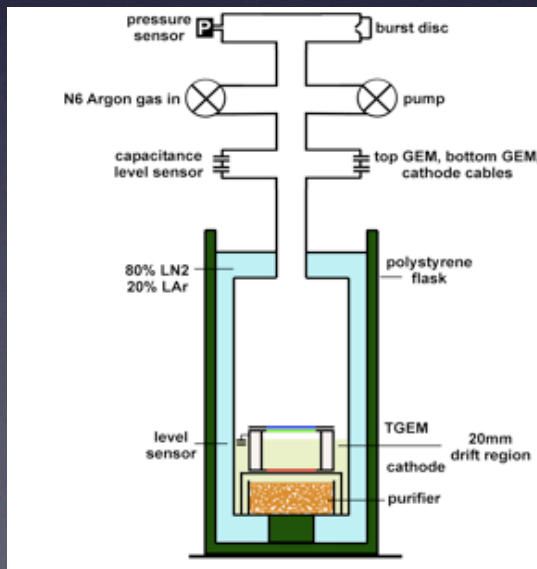 pressure
sensor
P
burst disc
N6 Argon gas in
pump
capacitance
level sensor
top GEM, bottom GEM,
cathode cables
80% LN2
20% LAr
polystyrene
flask
level
sensor
TGEM
20mm
drift region
cathode
purifier